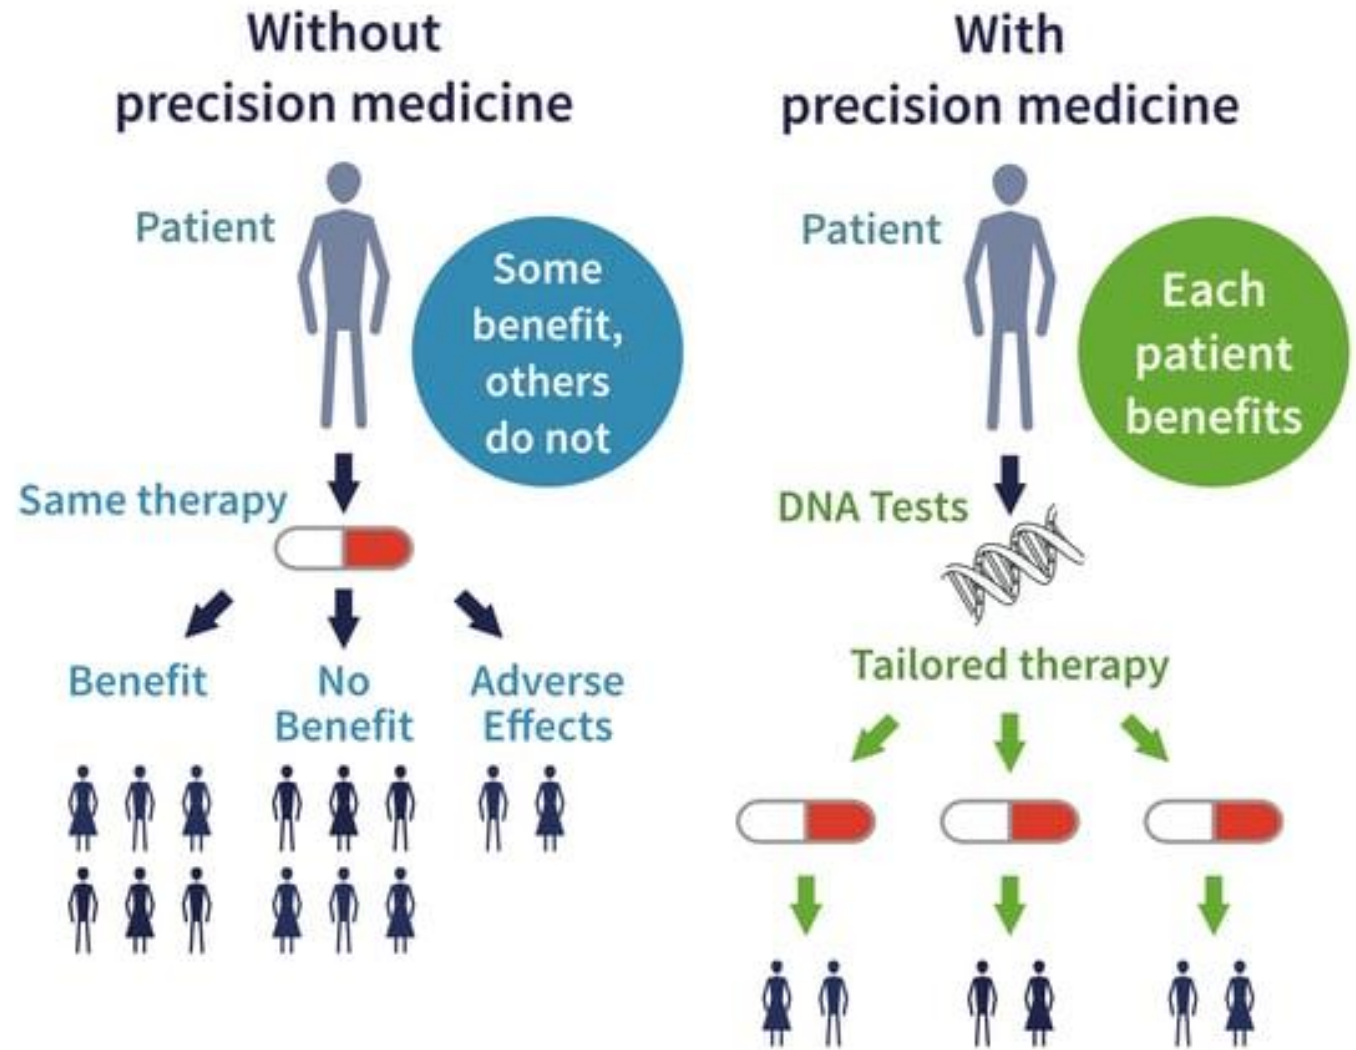 Without
precision medicine
Patient
Some
benefit,
others
do not
Same therapy
Benefit
No
Benefit
Adverse
Effects
With
precision medicine
Patient
Each
patient
benefits
DNA Tests
Tailored therapy